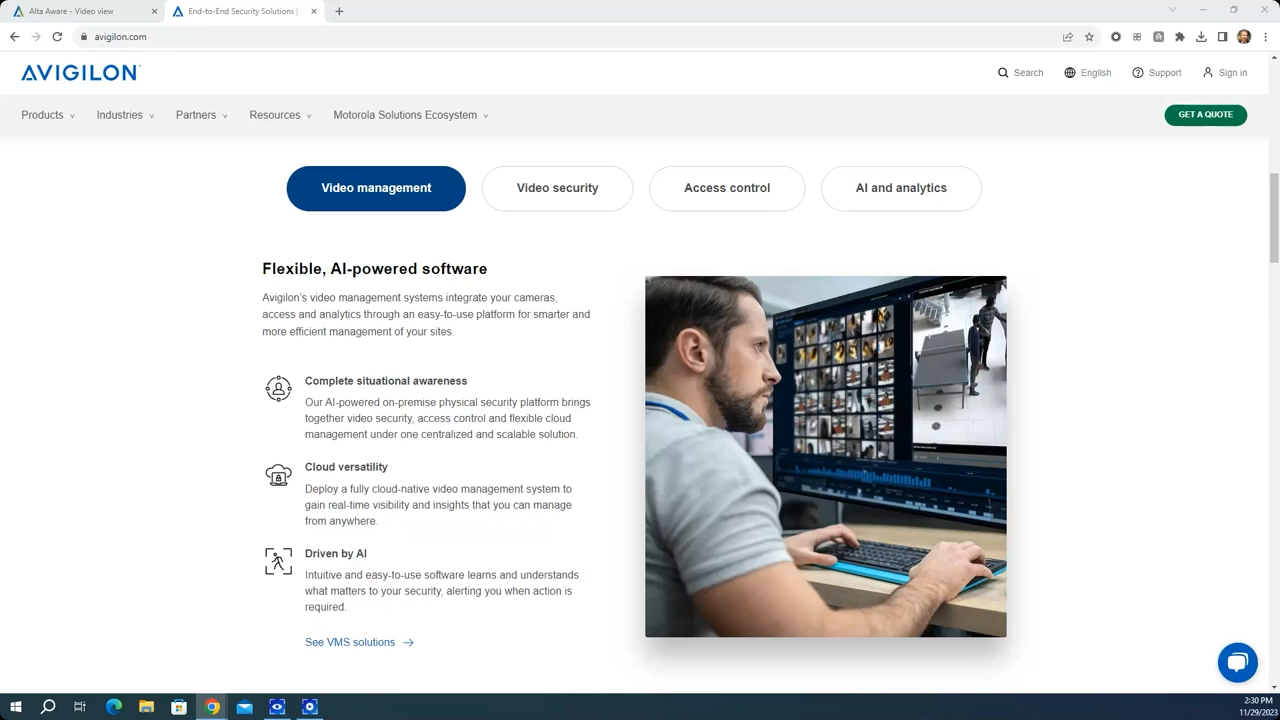 Alta Aware - Video view
End-to-End Security Solutions |
avigilon.com
AVIGILON
Search
English
Support
Sign in
Products
Industries
Partners
Resources
Motorola Solutions Ecosystem
GET A QUOTE
Video management
Video security
Access control
AI and analytics
Flexible, AI-powered software
Avigilon's video management systems integrate your cameras,
access and analytics through an easy-to-use platform for smarter and
more efficient management of your sites.
Complete situational awareness
Our AI-powered on-premise physical security platform brings
together video security, access control and flexible cloud
management under one centralized and scalable solution.
Cloud versatility
Deploy a fully cloud-native video management system to
gain real-time visibility and insights that you can manage
from anywhere.
Driven by AI
Intuitive and easy-to-use software learns and understands
what matters to your security, alerting you when action is
required.
See VMS solutions
2:30 PM
11/29/2023